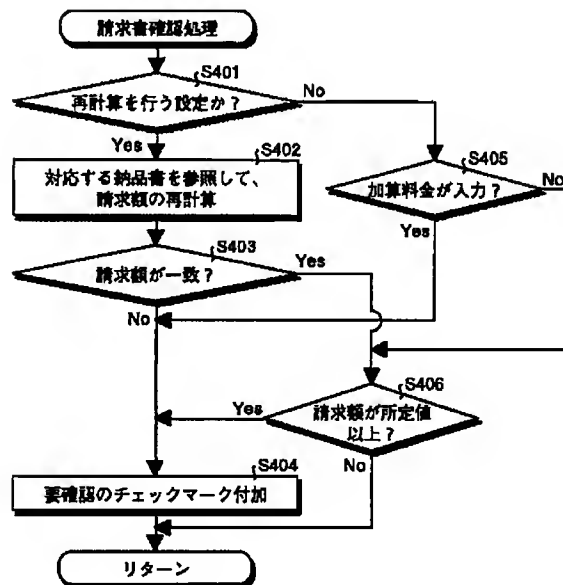 請求書確認処理
S401
再計算を行う設定か？
No
Yes
S402
対応する納品書を参照して、
請求額の再計算
S405
加算料金が入力？
No
Yes
S403
請求額が一致？
Yes
No
S406
請求額が所定値
以上？
Yes
No
S404
要確認のチェックマーク付加
リターン